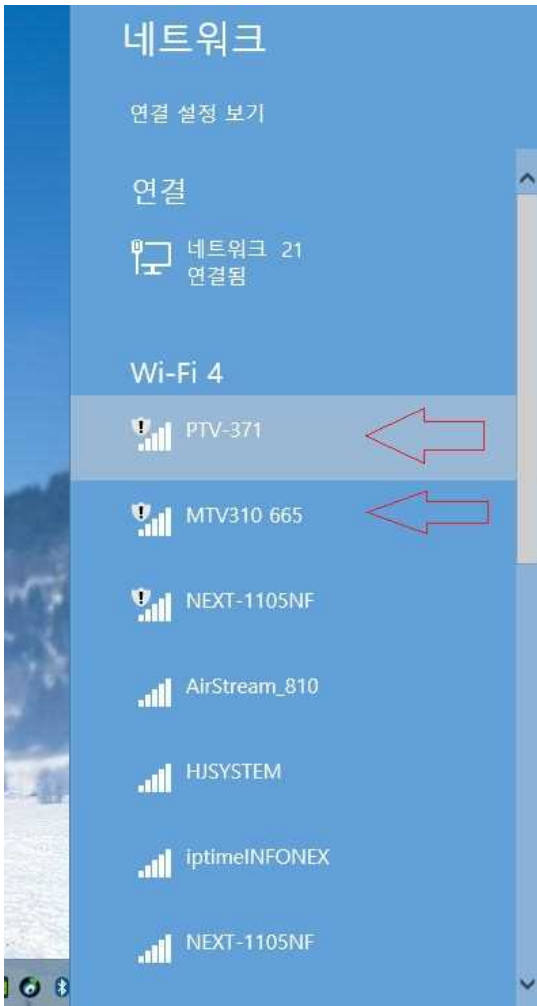 네트워크
연결 설정 보기
연결
네트워크 21
연결됨
Wi-Fi 4
PTV-371
MTV310 665
NEXT-1105NF
AirStream_810
HJSYSTEM
iptimeINFONEX
NEXT-1105NF